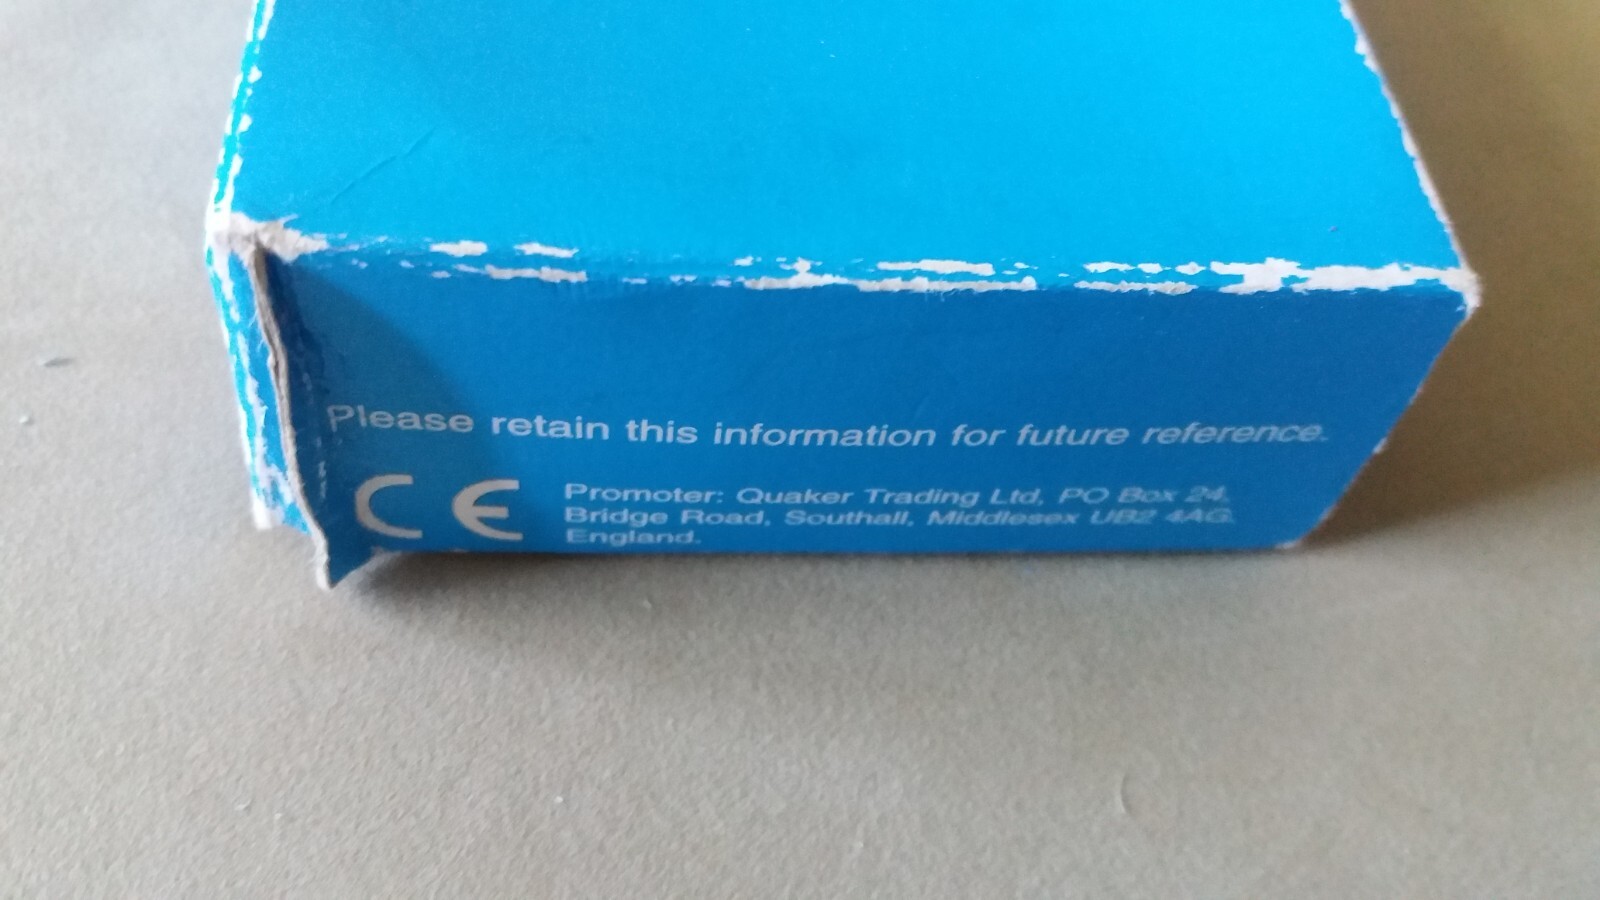 Please retain this information for future reference.
CE
Promoter: Quaker Trading Ltd, PO Box 24,
Bridge Road, Southall, Middlesex UB2 4AG.
England.